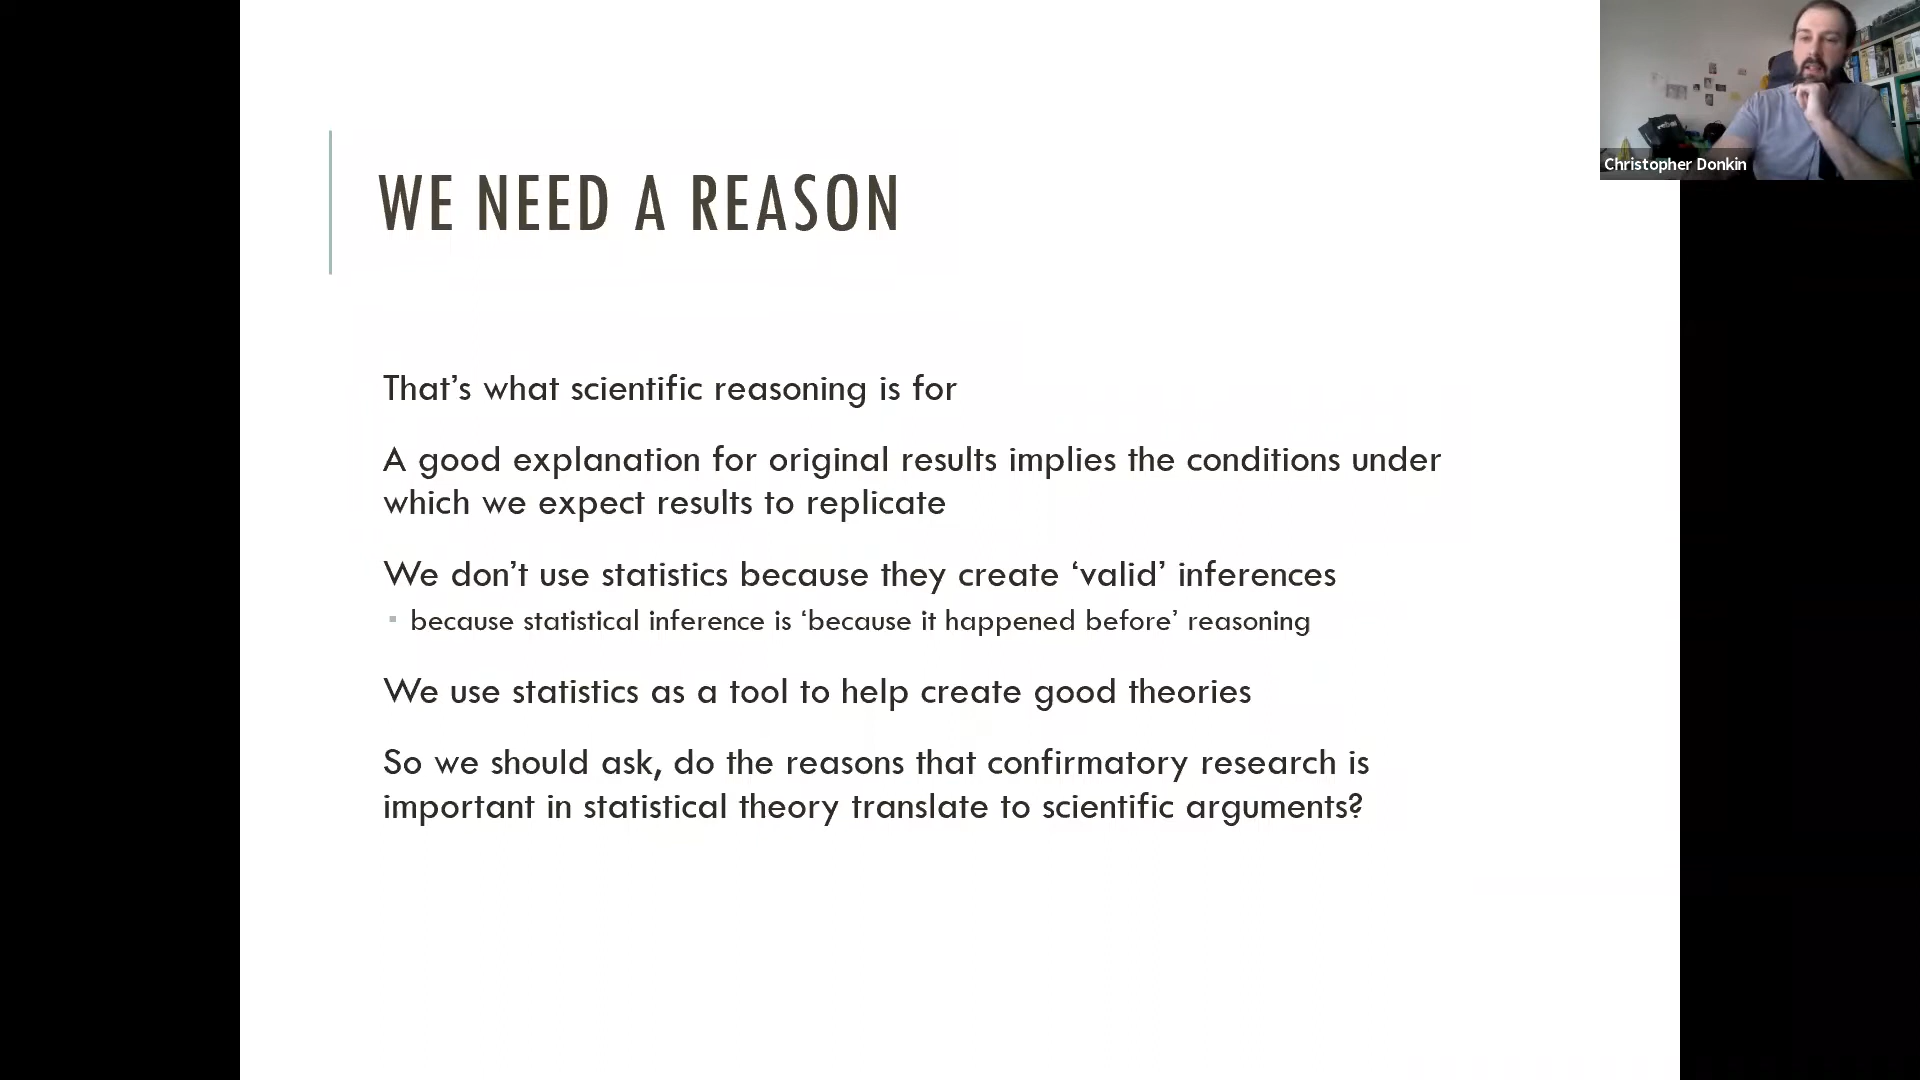 WE NEED A REASON
Christopher Donkin
That’s what scientific reasoning is for
A good explanation for original results implies the conditions under
which we expect results to replicate
We don’t use statistics because they create ‘valid’ inferences
because statistical inference is ‘because it happened before’ reasoning
We use statistics as a tool to help create good theories
So we should ask, do the reasons that confirmatory research is
important in statistical theory translate to scientific arguments?